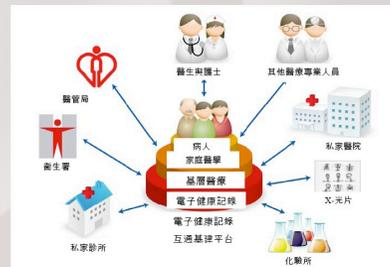 醫生與護士
其他醫療專業人員
醫管局
衞生署
私家診所
病人
家庭醫學
基層醫療
電子健康記錄
電子健康記錄
互通基建平台
私家醫院
X-光片
化驗所